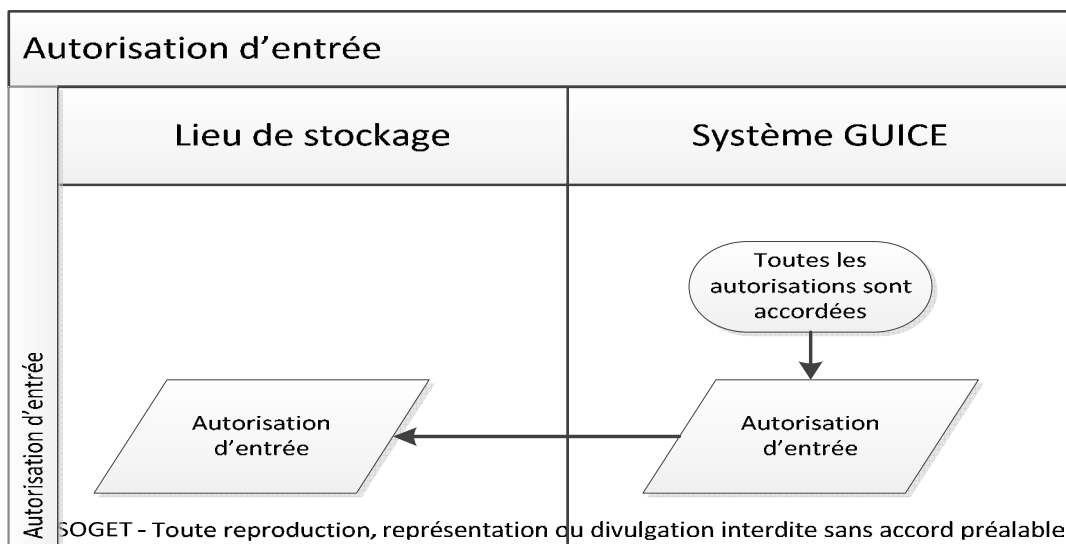 Autorisation d'entrée
Lieu de stockage
Système GUICE
Toutes les
autorisations sont
accordées
Autorisation d'entrée
Autorisation
d'entrée
Autorisation
d'entrée
SOGET - Toute reproduction, représentation ou divulgation interdite sans accord préalable